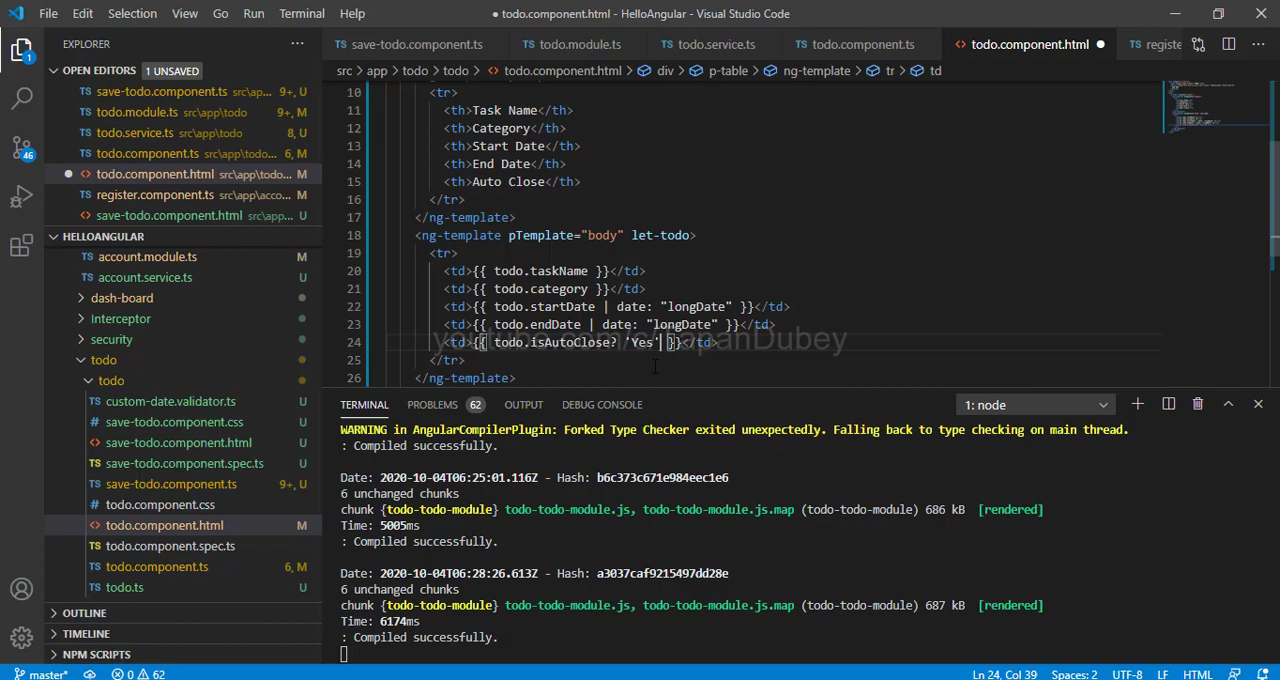 File Edit Selection View Go Run Terminal Help
● todo.component.html - HelloAngular - Visual Studio Code
EXPLORER
OPEN EDITORS 1 UNSAVED
save-todo.component.ts src\ap... 9+, U
todo.module.ts src\app\todo 9+, M
todo.service.ts src\app\todo 8, U
todo.component.ts src\app\todo... 6, M
todo.component.html src\app\todo... M
register.component.ts src\app\acco... M
save-todo.component.html src\app... U
HELLOANGULAR
account.module.ts M
account.service.ts U
dash-board
Interceptor
security
todo
todo
custom-date.validator.ts U
save-todo.component.css U
save-todo.component.html U
save-todo.component.spec.ts U
save-todo.component.ts 9+, U
todo.component.css
todo.component.html M
todo.component.spec.ts
todo.component.ts 6, M
todo.ts U
OUTLINE
TIMELINE
NPM SCRIPTS
1
46
save-todo.component.ts todo.module.ts todo.service.ts todo.component.ts todo.component.html registe
src > app > todo > todo > todo.component.html > div > p-table > ng-template > tr > td
10 <tr>
11 <th>Task Name</th>
12 <th>Category</th>
13 <th>Start Date</th>
14 <th>End Date</th>
15 <th>Auto Close</th>
16 </tr>
17 </ng-template>
18 <ng-template pTemplate="body" let-todo>
19 <tr>
20 <td>{{ todo.taskName }}</td>
21 <td>{{ todo.category }}</td>
22 <td>{{ todo.startDate | date: "longDate" }}</td>
23 <td>{{ todo.endDate | date: "longDate" }}</td>
24 <td>{{ todo.isAutoClose? 'Yes' }}</td>
25 </tr>
26 </ng-template>
TERMINAL PROBLEMS 62 OUTPUT DEBUG CONSOLE 1: node
WARNING in AngularCompilerPlugin: Forked Type Checker exited unexpectedly. Falling back to type checking on main thread.
: Compiled successfully.
Date: 2020-10-04T06:25:01.116Z - Hash: b6c373c671e984eec1e6
6 unchanged chunks
chunk {todo-todo-module} todo-todo-module.js, todo-todo-module.js.map (todo-todo-module) 686 kB [rendered]
Time: 5005ms
: Compiled successfully.
Date: 2020-10-04T06:28:26.613Z - Hash: a3037caf9215497dd28e
6 unchanged chunks
chunk {todo-todo-module} todo-todo-module.js, todo-todo-module.js.map (todo-todo-module) 687 kB [rendered]
Time: 6174ms
: Compiled successfully.
master* 0 62 Ln 24, Col 39 Spaces: 2 UTF-8 LF HTML